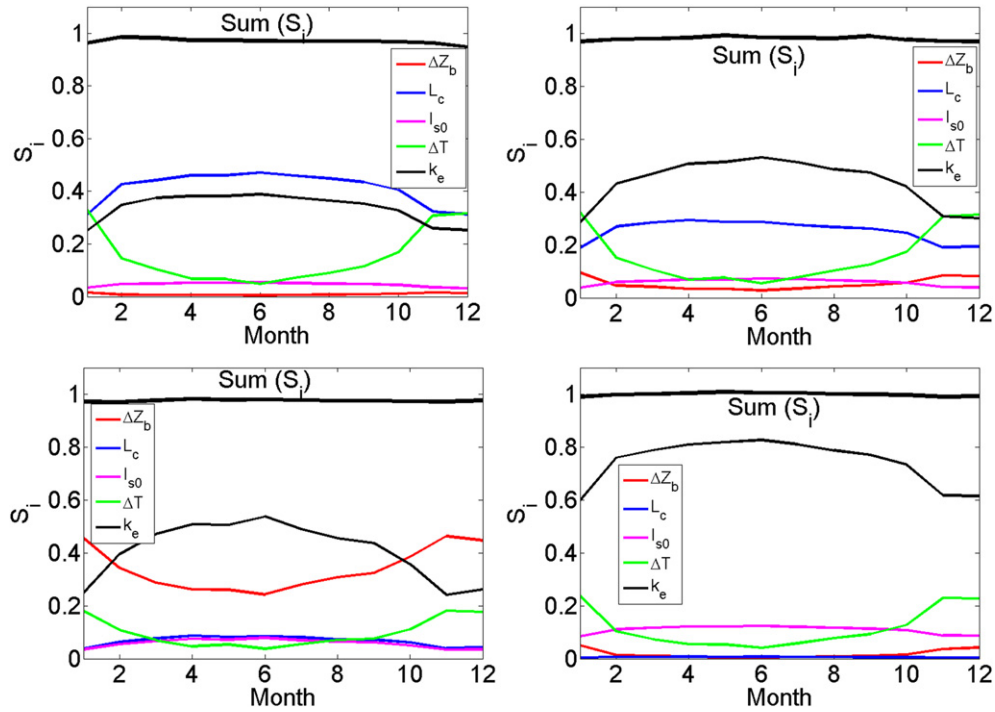 1
0.8
0.6
0.4
0.2
0
S_i
Sum (S_i)
ΔZ_b
L_c
I_s0
ΔT
k_e
2 4 6 8 10 12
Month
1
0.8
0.6
0.4
0.2
0
S_i
Sum (S_i)
ΔZ_b
L_c
I_s0
ΔT
k_e
2 4 6 8 10 12
Month
1
0.8
0.6
0.4
0.2
0
S_i
Sum (S_i)
ΔZ_b
L_c
I_s0
ΔT
k_e
2 4 6 8 10 12
Month
1
0.8
0.6
0.4
0.2
0
S_i
Sum (S_i)
ΔZ_b
L_c
I_s0
ΔT
k_e
2 4 6 8 10 12
Month